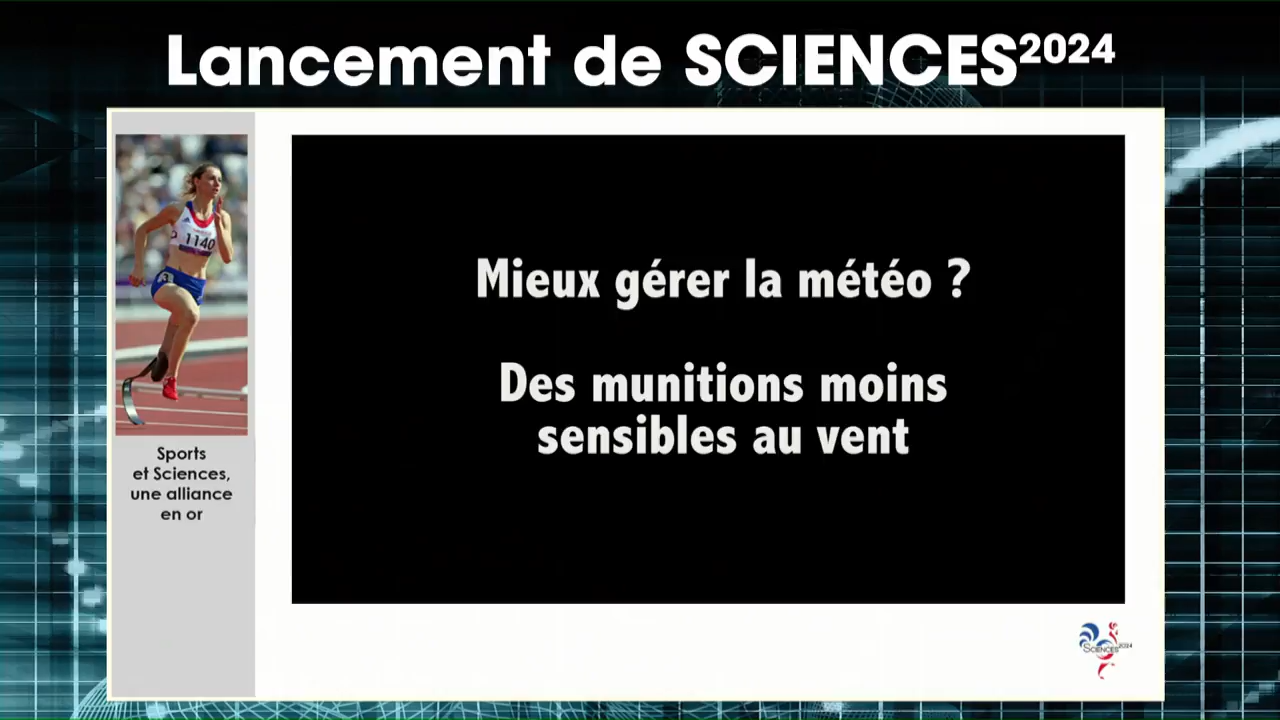 Lancement de SCIENCES2024
1140
3
Sports
et Sciences,
une alliance
en or
Mieux gérer la météo ?
Des munitions moins
sensibles au vent
SCIENCES2024